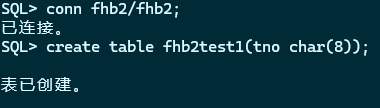 SQL> conn fhb2/fhb2;
已连接。
SQL> create table fhb2test1(tno char(8));
表已创建。